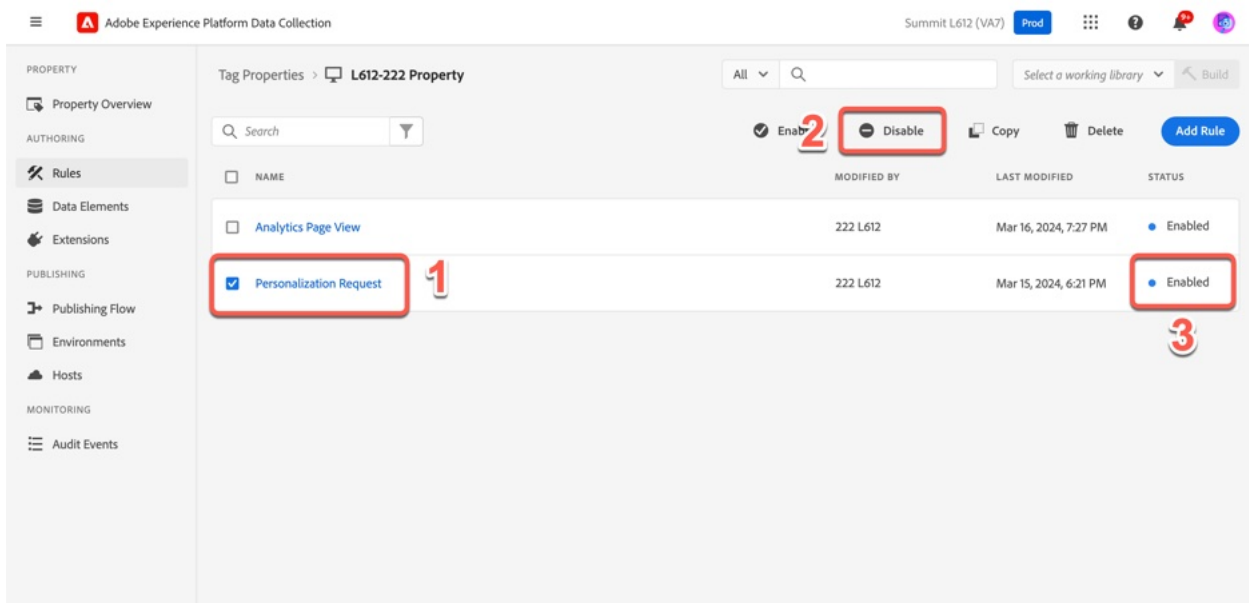 Adobe Experience Platform Data Collection Summit L612 (VA7) Prod 9+
PROPERTY
Tag Properties > L612-222 Property All Select a working library Build
Property Overview
AUTHORING
Search Enab 2 Disable Copy Delete Add Rule
Rules
NAME MODIFIED BY LAST MODIFIED STATUS
Data Elements
Analytics Page View 222 L612 Mar 16, 2024, 7:27 PM Enabled
Extensions
PUBLISHING
Personalization Request 1 222 L612 Mar 15, 2024, 6:21 PM Enabled
Publishing Flow
3
Environments
Hosts
MONITORING
Audit Events